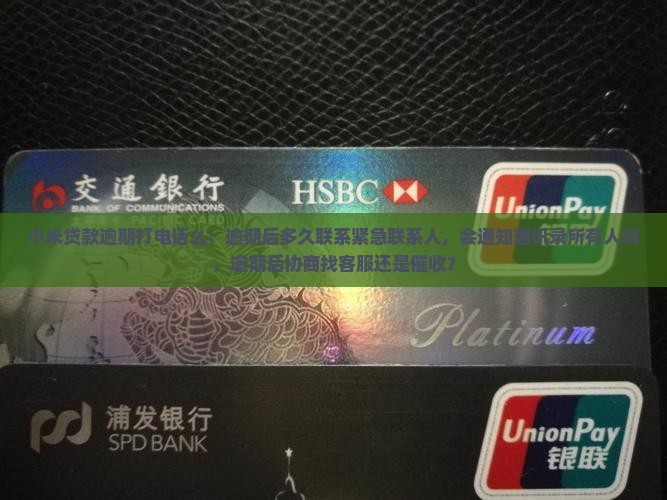 交通銀行
BANK OF COMMUNICATIONS
HSBC
UnionPay
CARD
小米贷款逾期打电话么：逾期后多久联系紧急联系人，会通知通讯录所有人吗
，逾期后协商找客服还是催收？
Platinum
浦发银行
SPD BANK
UnionPay
银联